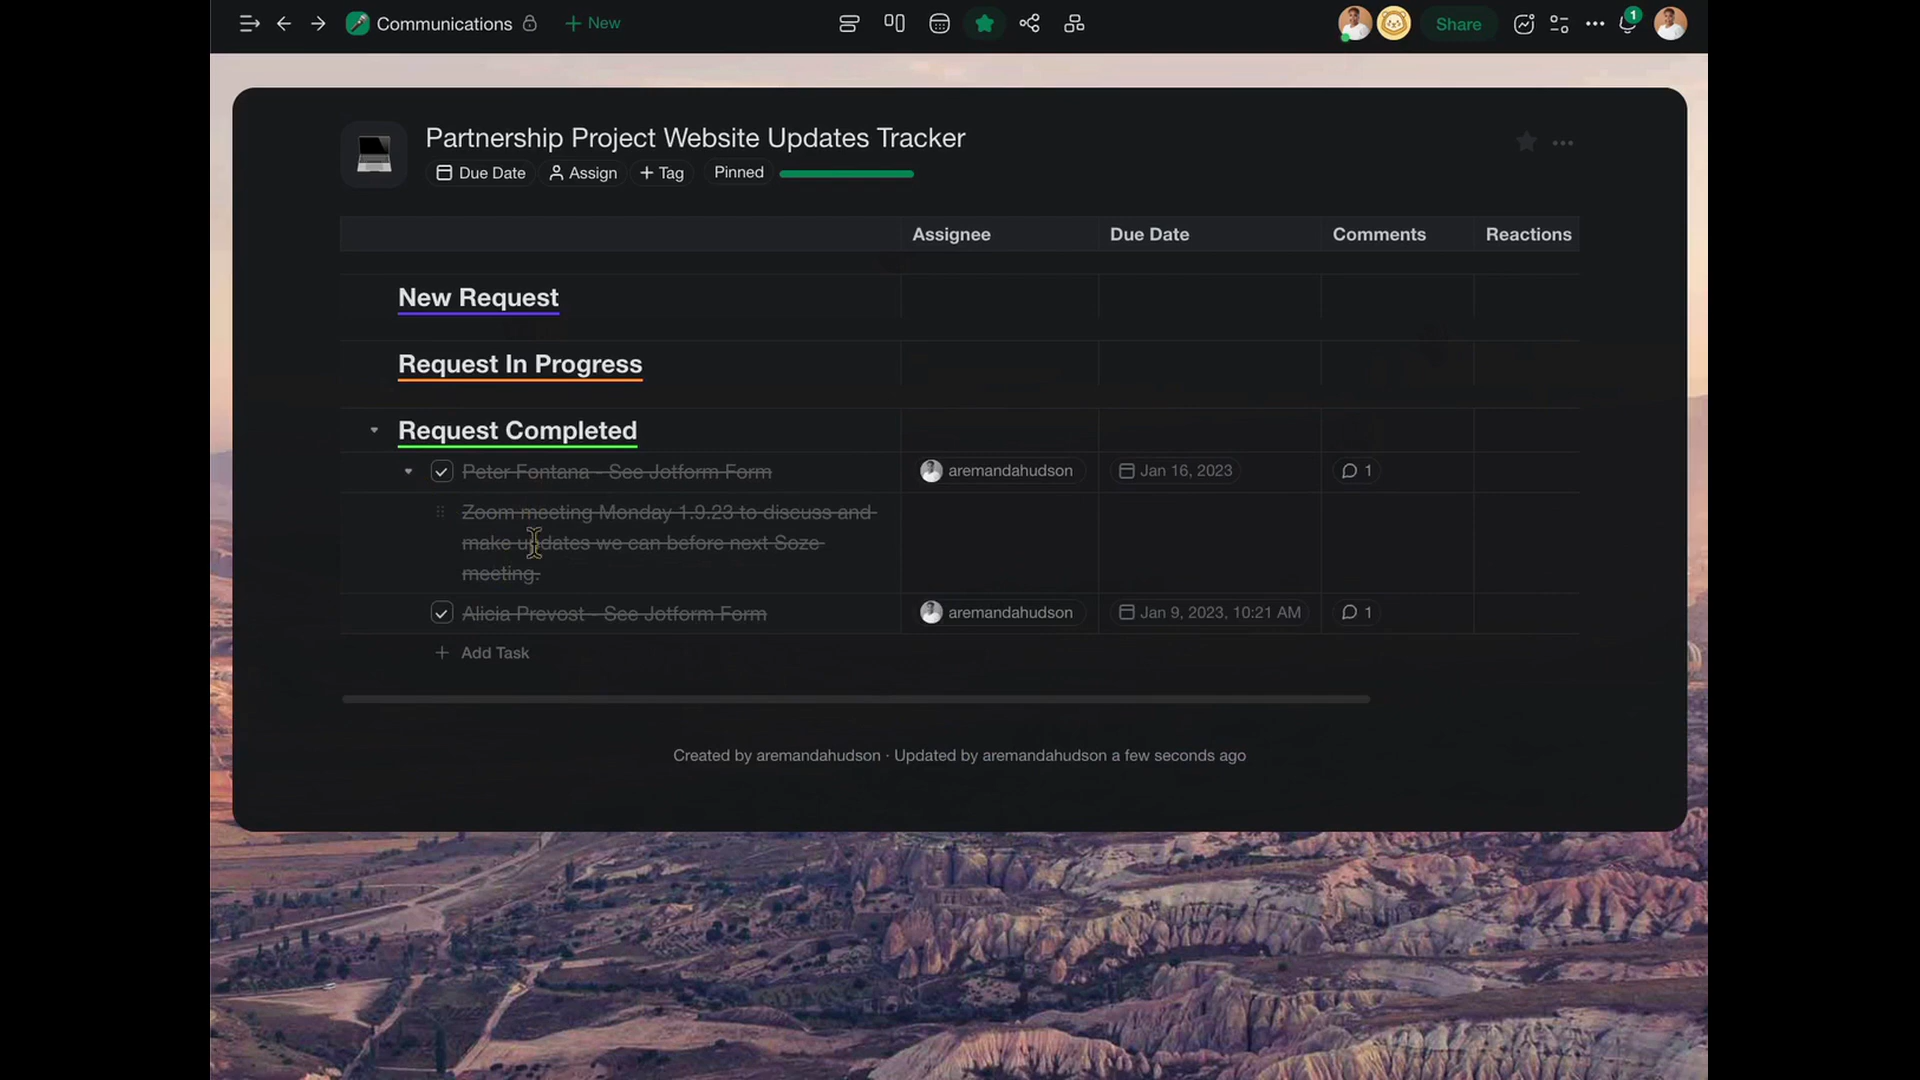 Communications
New
Share
1
Partnership Project Website Updates Tracker
Due Date
Assign
Tag
Pinned
Assignee
Due Date
Comments
Reactions
New Request
Request In Progress
Request Completed
Peter Fontana - See Jotform Form
aremandahudson
Jan 16, 2023
1
Zoom meeting Monday 1.9.23 to discuss and
make updates we can before next Soze
meeting.
Alicia Prevost - See Jotform Form
aremandahudson
Jan 9, 2023, 10:21 AM
1
Add Task
Created by aremandahudson · Updated by aremandahudson a few seconds ago